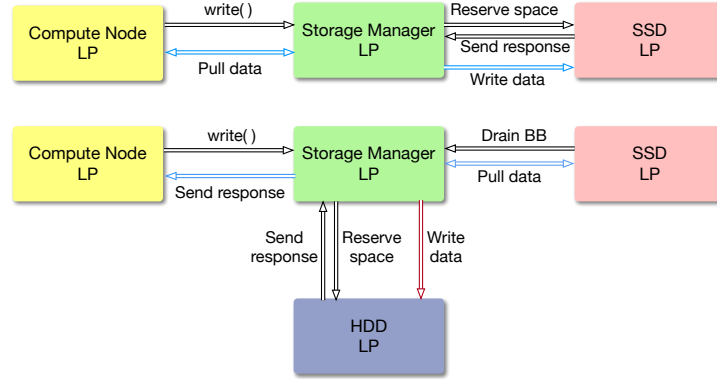 write( )
Reserve space
Compute Node
LP
Storage Manager
LP
SSD
LP
Send response
Pull data
Write data
write( )
Drain BB
Compute Node
LP
Storage Manager
LP
SSD
LP
Send response
Pull data
Send
response
Reserve
space
Write
data
HDD
LP